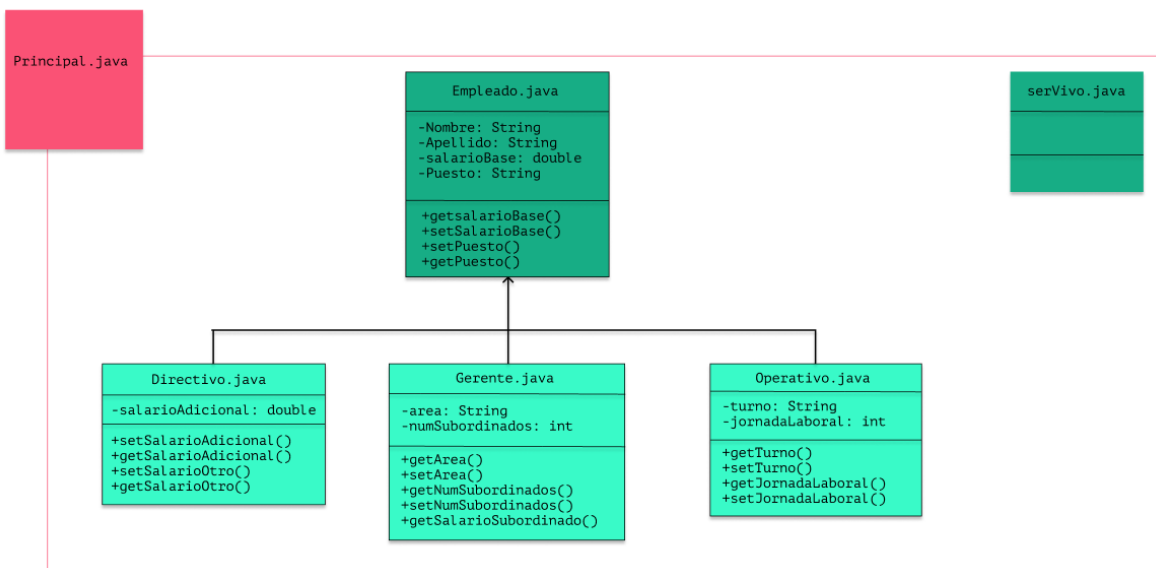 Principal.java
Empleado.java
-Nombre: String
-Apellido: String
-salarioBase: double
-Puesto: String
+getsalarioBase()
+setSalarioBase()
+setPuesto()
+getPuesto()
serVivo.java
Directivo.java
-salarioAdicional: double
+setSalarioAdicional()
+getSalarioAdicional()
+setSalarioOtro()
+getSalarioOtro()
Gerente.java
-area: String
-numSubordinados: int
+getArea()
+setArea()
+getNumSubordinados()
+setNumSubordinados()
+getSalarioSubordinado()
Operativo.java
-turno: String
-jornadaLaboral: int
+getTurno()
+setTurno()
+getJornadaLaboral()
+setJornadaLaboral()